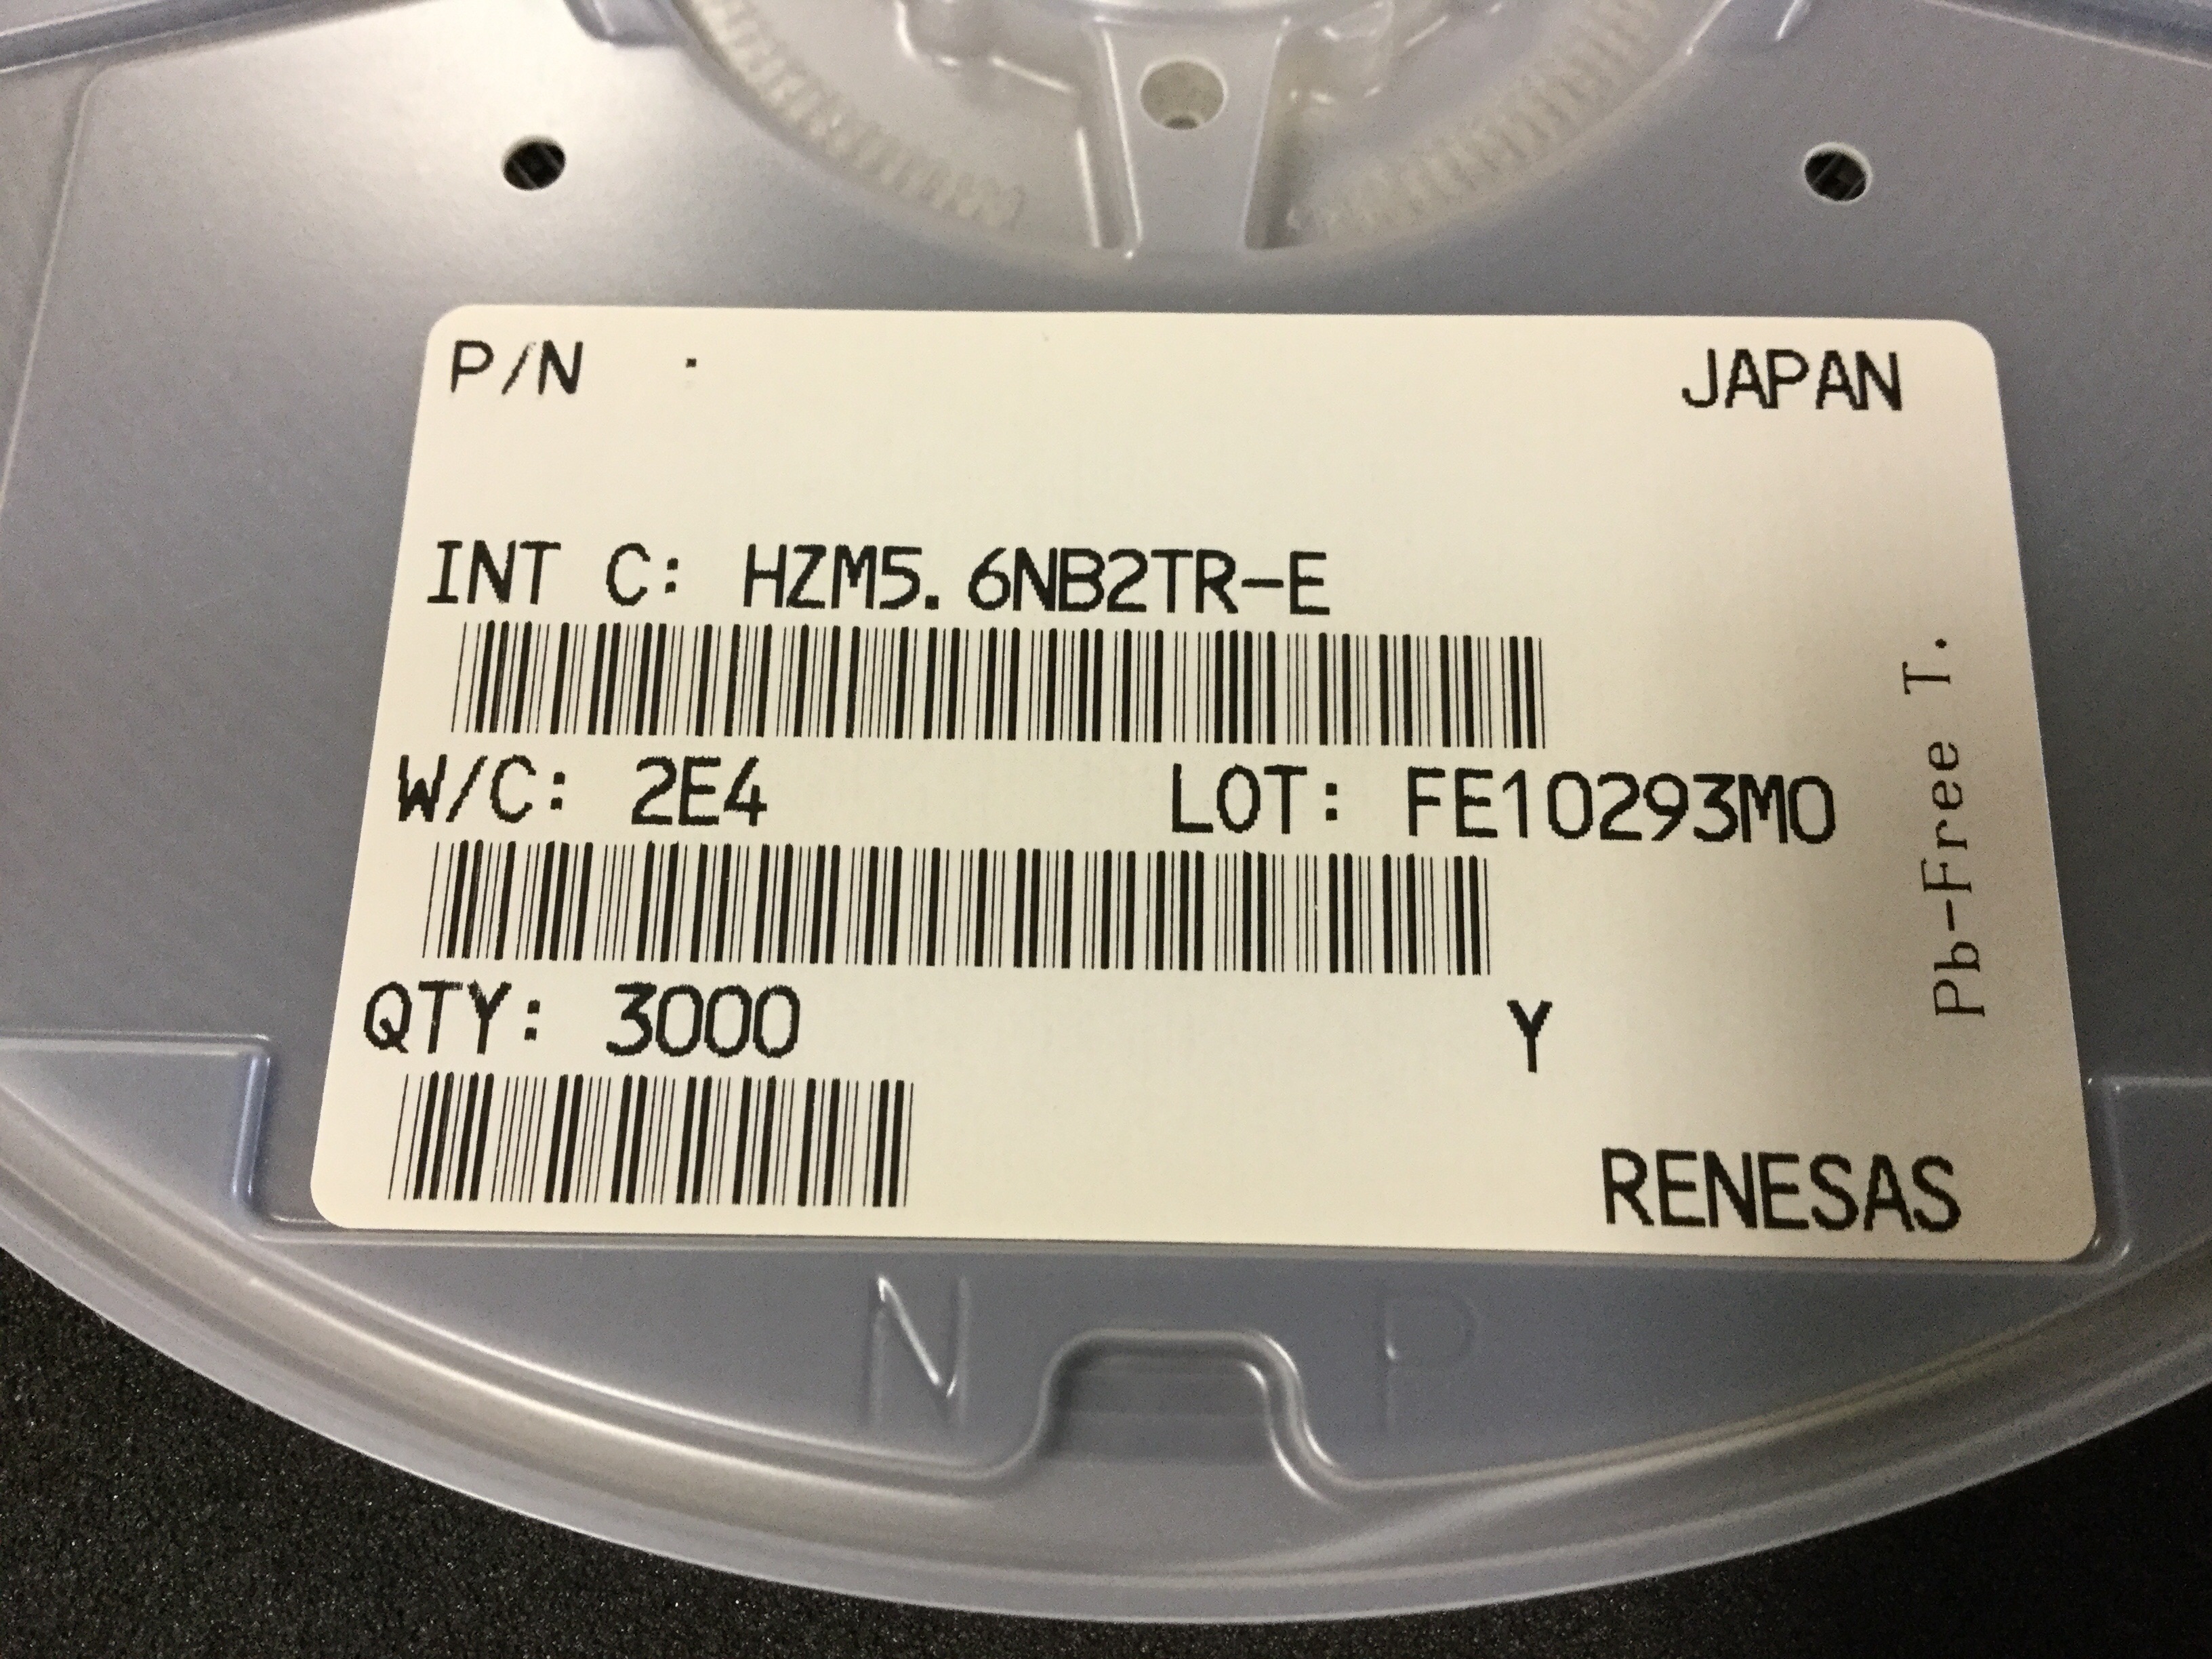 P/N :
JAPAN
INT C: HZM5.6NB2TR-E
W/C: 2E4 LOT: FE10293M0
QTY: 3000 Y
RENESAS
Pb-Free T.
N P